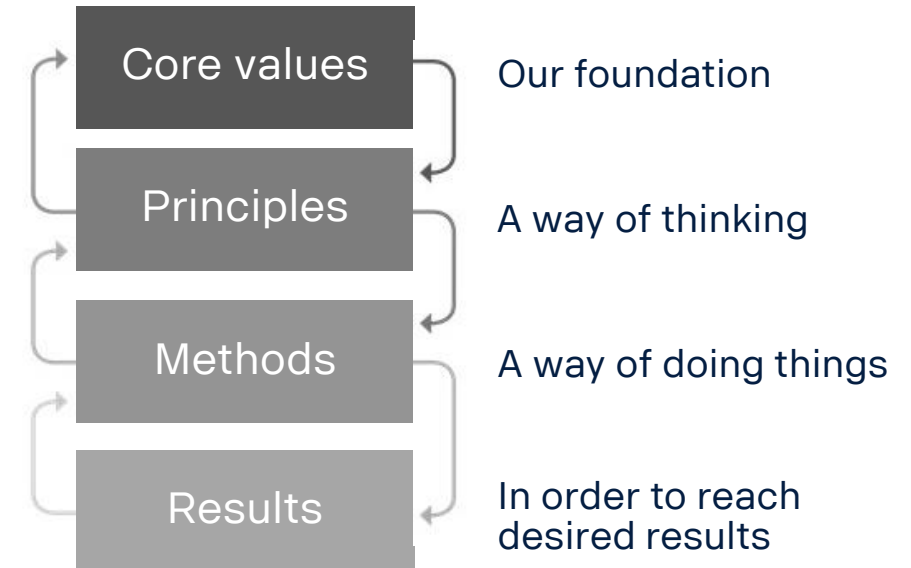 Core values
Our foundation
Principles
A way of thinking
Methods
A way of doing things
Results
In order to reach
desired results